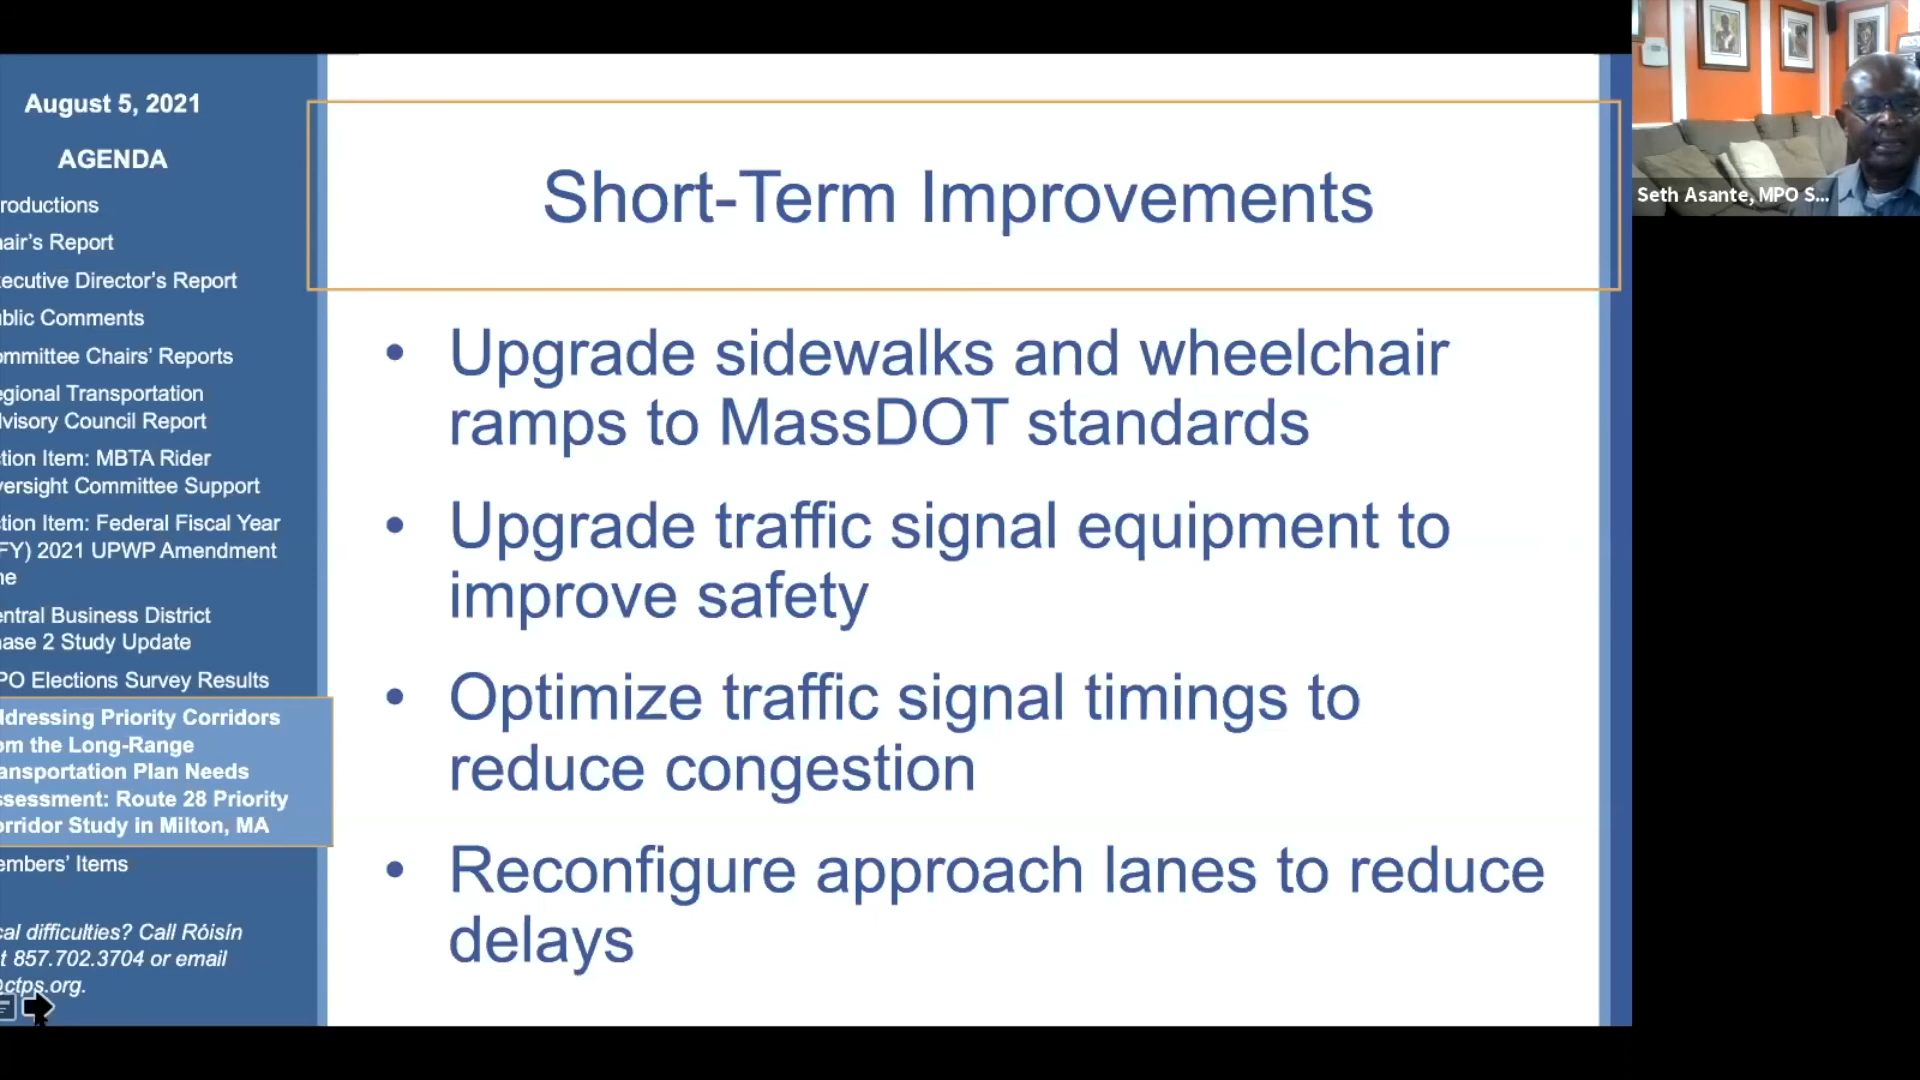 August 5, 2021
AGENDA
roductions
air's Report
ecutive Director's Report
blic Comments
ommittee Chairs' Reports
egional Transportation
visory Council Report
tion Item: MBTA Rider
versight Committee Support
tion Item: Federal Fiscal Year
FY) 2021 UPWP Amendment
ne
entral Business District
ase 2 Study Update
PO Elections Survey Results
ddressing Priority Corridors
om the Long-Range
ansportation Plan Needs
ssessment: Route 28 Priority
orridor Study in Milton, MA
embers' Items
cal difficulties? Call Róisín
t 857.702.3704 or email
@ctps.org.
Short-Term Improvements
• Upgrade sidewalks and wheelchair
ramps to MassDOT standards
• Upgrade traffic signal equipment to
improve safety
• Optimize traffic signal timings to
reduce congestion
• Reconfigure approach lanes to reduce
delays
Seth Asante, MPO S...